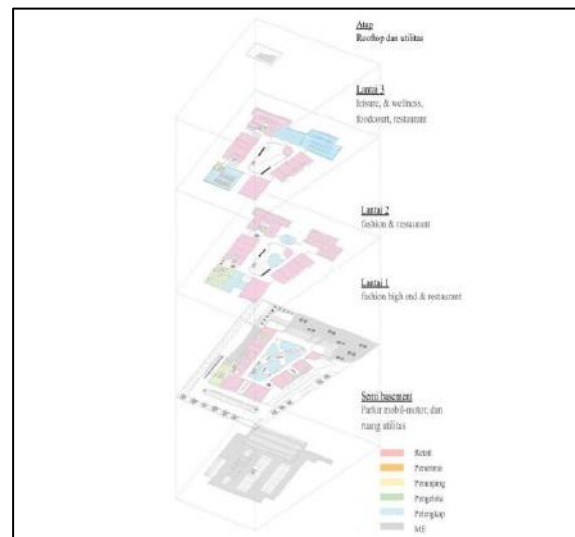 Atap
Rooftop dan utilitas
Lantai 3
leisure, & wellness,
foodcourt, restaurant
Lantai 2
fashion & restaurant
Lantai 1
fashion high end & restaurant
Semi basement
Parkir mobil-motor, dan
ruang utilitas
Retail
Penerima
Penunjang
Pengelola
Pelengkap
ME